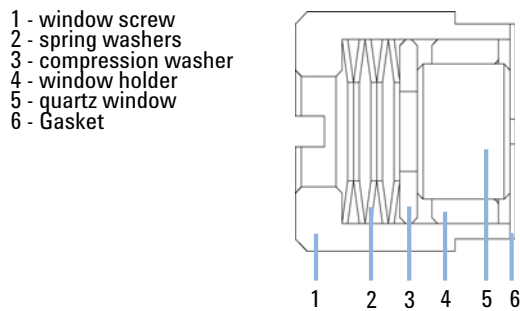 1 - window screw
2 - spring washers
3 - compression washer
4 - window holder
5 - quartz window
6 - Gasket
1 2 3 4 5 6